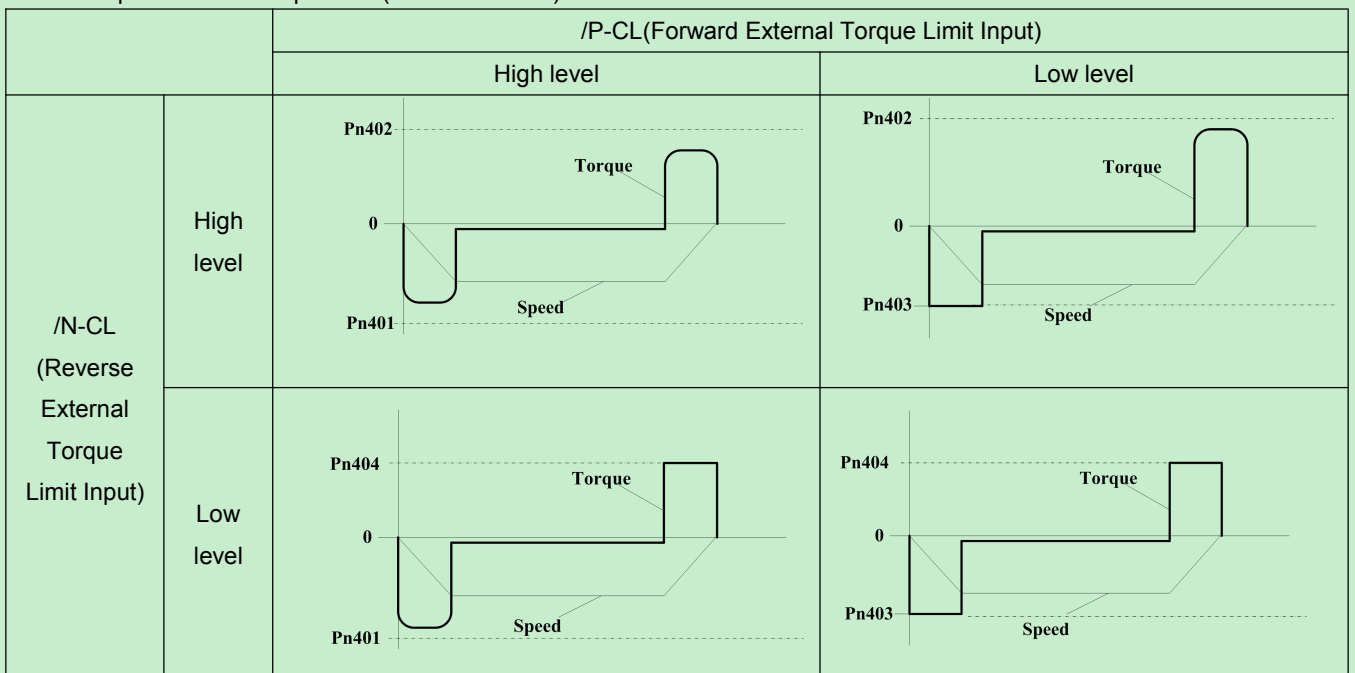 /P-CL(Forward External Torque Limit Input)
High level
Low level
/N-CL
(Reverse
External
Torque
Limit Input)
High
level
Pn402
Torque
0
Speed
Pn401
Pn402
Torque
0
Pn403
Speed
Low
level
Pn404
Torque
0
Speed
Pn401
Pn404
Torque
0
Pn403
Speed